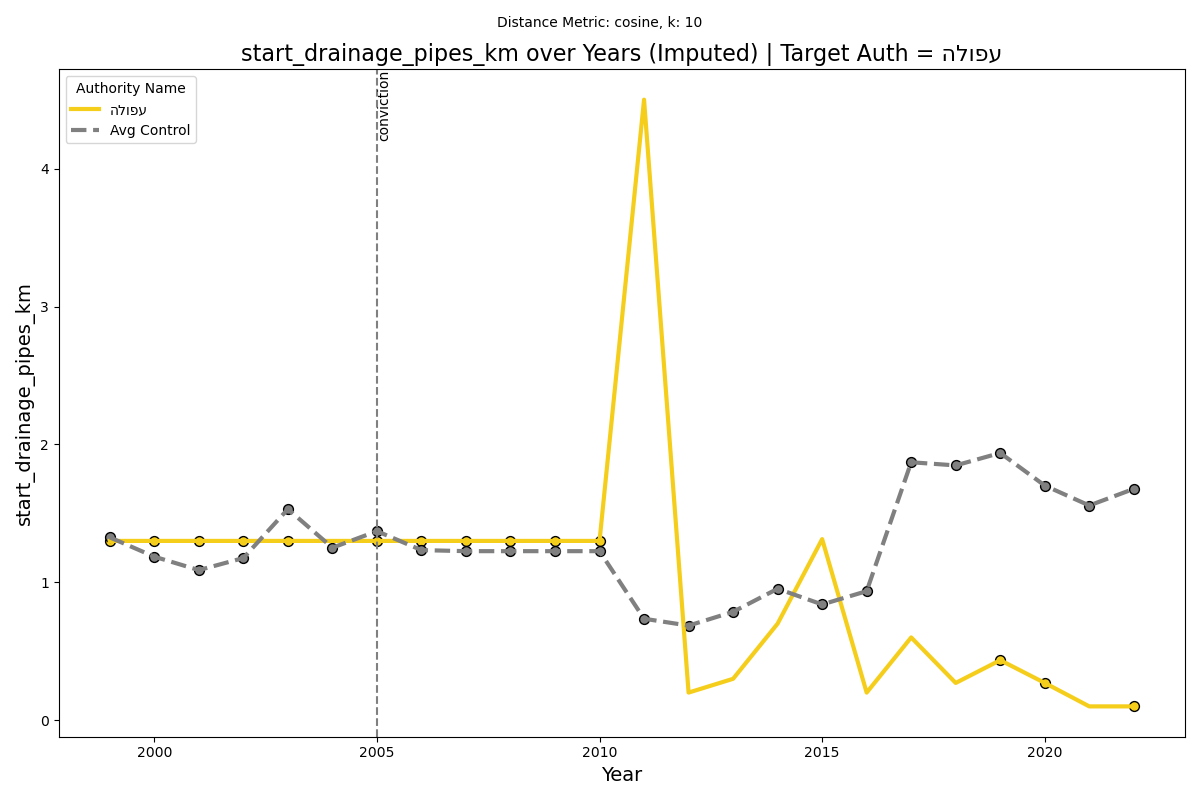 Distance Metric: cosine, k: 10
start_drainage_pipes_km over Years (Imputed) | Target Auth = עפולה
Authority Name
עפולה
Avg Control
conviction
start_drainage_pipes_km
4
3
2
1
0
2000 2005 2010 2015 2020
Year